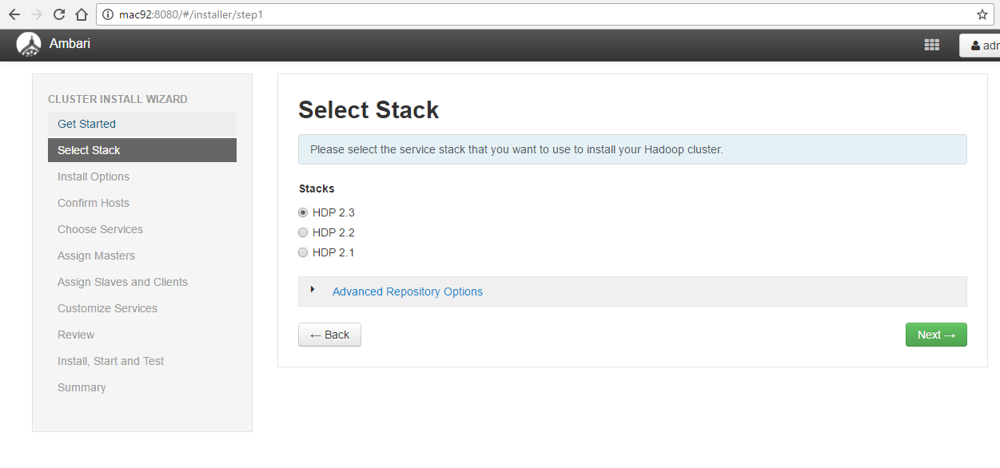 mac92:8080/#/installer/step1
Ambari
adm
CLUSTER INSTALL WIZARD
Get Started
Select Stack
Install Options
Confirm Hosts
Choose Services
Assign Masters
Assign Slaves and Clients
Customize Services
Review
Install, Start and Test
Summary
Select Stack
Please select the service stack that you want to use to install your Hadoop cluster.
Stacks
HDP 2.3
HDP 2.2
HDP 2.1
Advanced Repository Options
← Back
Next →